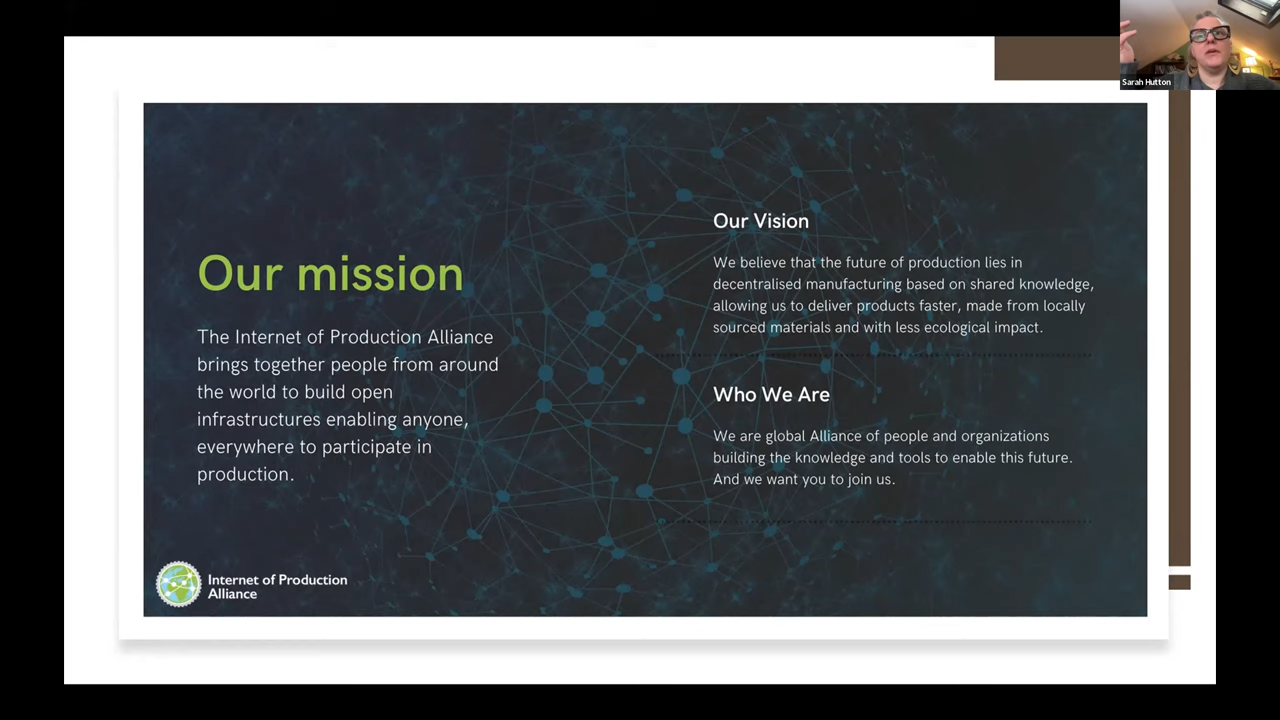 Sarah Hutton
Our mission
The Internet of Production Alliance
brings together people from around
the world to build open
infrastructures enabling anyone,
everywhere to participate in
production.
Our Vision
We believe that the future of production lies in
decentralised manufacturing based on shared knowledge,
allowing us to deliver products faster, made from locally
sourced materials and with less ecological impact.
Who We Are
We are global Alliance of people and organizations
building the knowledge and tools to enable this future.
And we want you to join us.
Internet of Production
Alliance